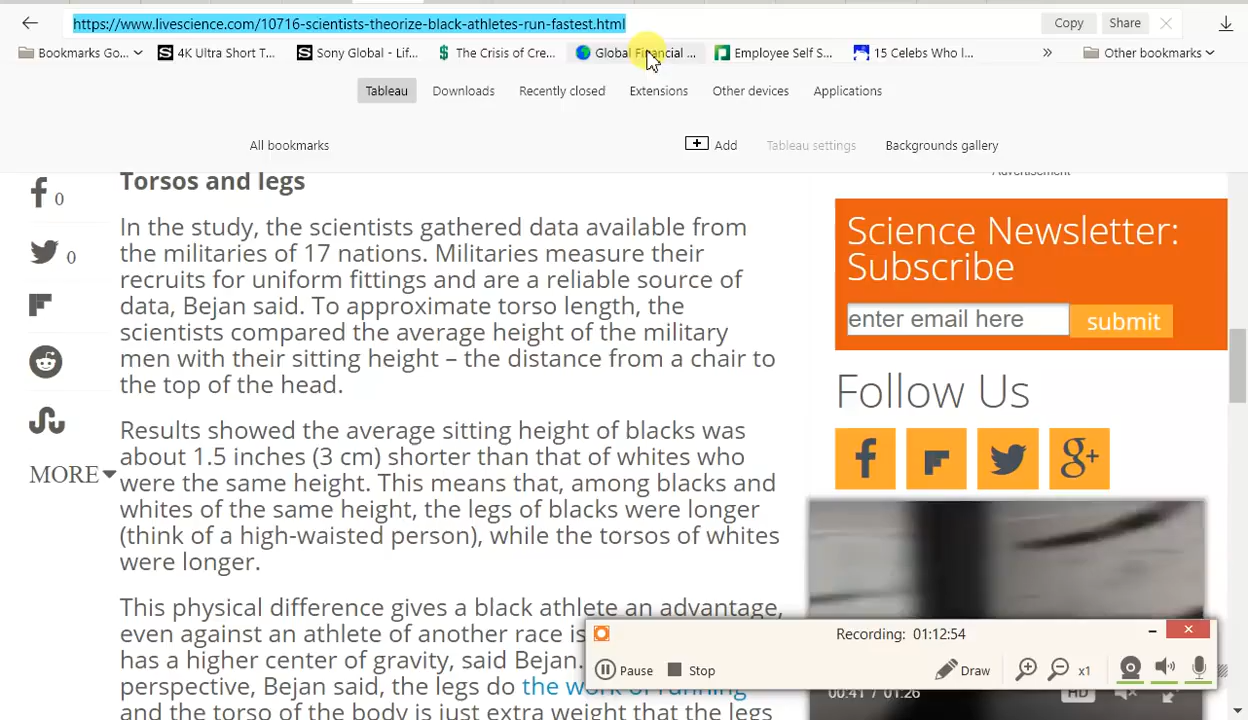 https://www.livescience.com/10716-scientists-theorize-black-athletes-run-fastest.html
Copy
Share
Bookmarks Go...
4K Ultra Short T...
Sony Global - Lif...
The Crisis of Cre...
Global Financial ...
Employee Self S...
15 Celebs Who l...
»
Other bookmarks
Tableau
Downloads
Recently closed
Extensions
Other devices
Applications
All bookmarks
Add
Tableau settings
Backgrounds gallery
Advertisement
Torsos and legs
In the study, the scientists gathered data available from
the militaries of 17 nations. Militaries measure their
recruits for uniform fittings and are a reliable source of
data, Bejan said. To approximate torso length, the
scientists compared the average height of the military
men with their sitting height – the distance from a chair to
the top of the head.
Results showed the average sitting height of blacks was
about 1.5 inches (3 cm) shorter than that of whites who
were the same height. This means that, among blacks and
whites of the same height, the legs of blacks were longer
(think of a high-waisted person), while the torsos of whites
were longer.
This physical difference gives a black athlete an advantage,
even against an athlete of another race is
has a higher center of gravity, said Bejan.
perspective, Bejan said, the legs do the work of running
and the torso of the body is just extra weight that the legs
0
0
MORE
Science Newsletter:
Subscribe
enter email here
submit
Follow Us
f
g+
Recording: 01:12:54
Pause
Stop
Draw
x1
00:41 / 01:26
HD